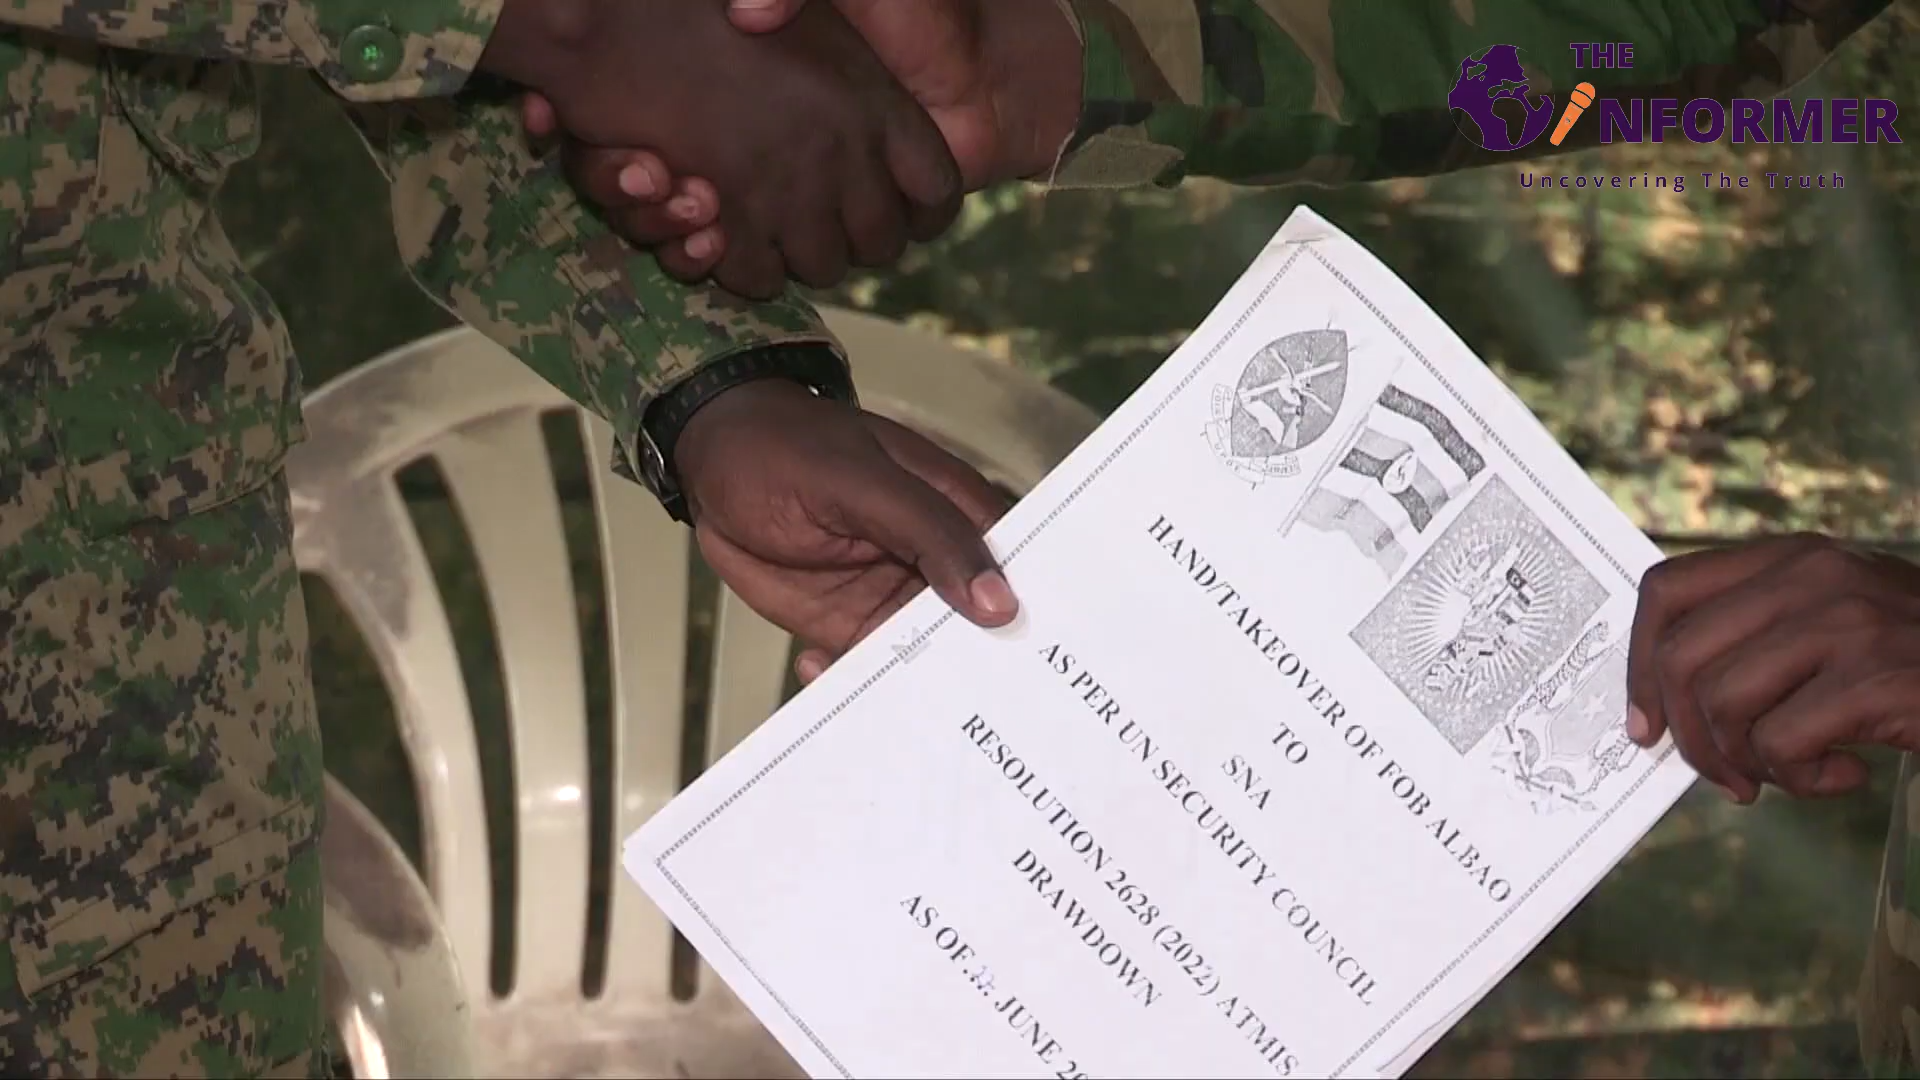 THE
INFORMER
Uncovering The Truth
HAND/TAKEOVER OF FOB ALBAO
TO
SNA
AS PER UN SECURITY COUNCIL
RESOLUTION 2628 (2022) ATMIS
DRAWDOWN
AS OF JUNE